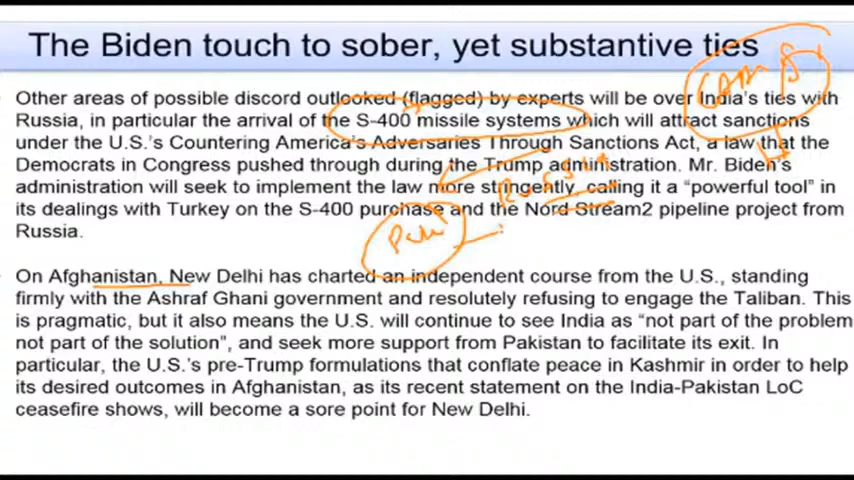 The Biden touch to sober, yet substantive ties
Other areas of possible discord outlooked (flagged) by experts will be over India's ties with
Russia, in particular the arrival of the S-400 missile systems which will attract sanctions
under the U.S.'s Countering America's Adversaries Through Sanctions Act, a law that the
Democrats in Congress pushed through during the Trump administration. Mr. Biden's
administration will seek to implement the law more stringently, calling it a “powerful tool” in
its dealings with Turkey on the S-400 purchase and the Nord Stream2 pipeline project from
Russia.
On Afghanistan, New Delhi has charted an independent course from the U.S., standing
firmly with the Ashraf Ghani government and resolutely refusing to engage the Taliban. This
is pragmatic, but it also means the U.S. will continue to see India as “not part of the problem
not part of the solution”, and seek more support from Pakistan to facilitate its exit. In
particular, the U.S.'s pre-Trump formulations that conflate peace in Kashmir in order to help
its desired outcomes in Afghanistan, as its recent statement on the India-Pakistan LoC
ceasefire shows, will become a sore point for New Delhi.
Russia